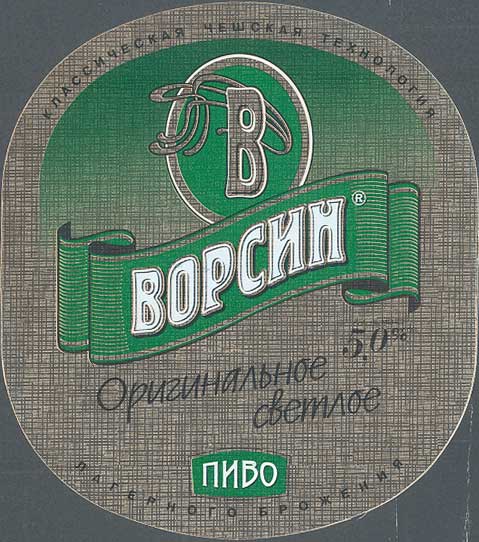 КЛАССИЧЕСКАЯ ЧЕШСКАЯ ТЕХНОЛОГИЯ
В
ВОРСИН ®
5,0%
Оригинальное
светлое
ПИВО
ЛАГЕРНОГО БРОЖЕНИЯ